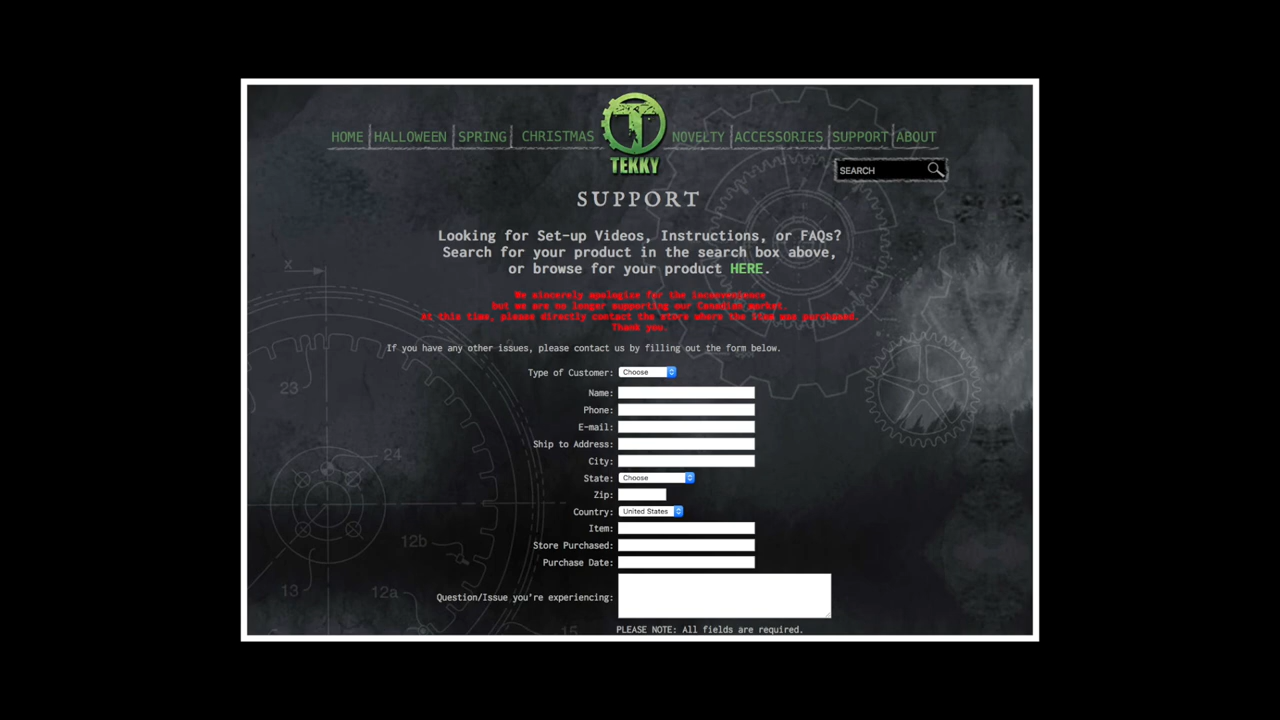 HOME HALLOWEEN SPRING CHRISTMAS NOVELTY ACCESSORIES SUPPORT ABOUT
T
TEKKY
SEARCH
SUPPORT
Looking for Set-up Videos, Instructions, or FAQs?
Search for your product in the search box above,
or browse for your product HERE.
We sincerely apologize for the inconvenience
but we are no longer supporting our Canadian market.
At this time, please directly contact the store where the item was purchased.
Thank you.
If you have any other issues, please contact us by filling out the form below.
Type of Customer: Choose
Name:
Phone:
E-mail:
Ship to Address:
City:
State: Choose
Zip:
Country: United States
Item:
Store Purchased:
Purchase Date:
Question/Issue you're experiencing:
PLEASE NOTE: All fields are required.
X
23
24
12b
13
12a
15